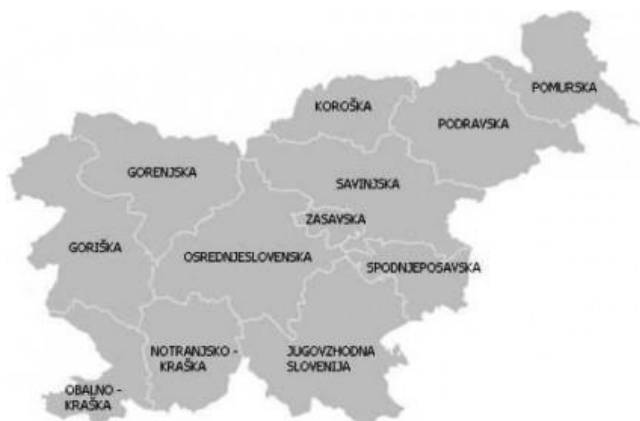 POMURSKA
KOROŠKA
PODRAVSKA
GORENJSKA
SAVINJSKA
ZASAVSKA
GORIŠKA
OSREDNJESLOVENSKA
SPODNJEPOSAVSKA
NOTRANJSKO -
KRAŠKA
JUGOVZHODNA
SLOVENIJA
OBALNO -
KRAŠKA